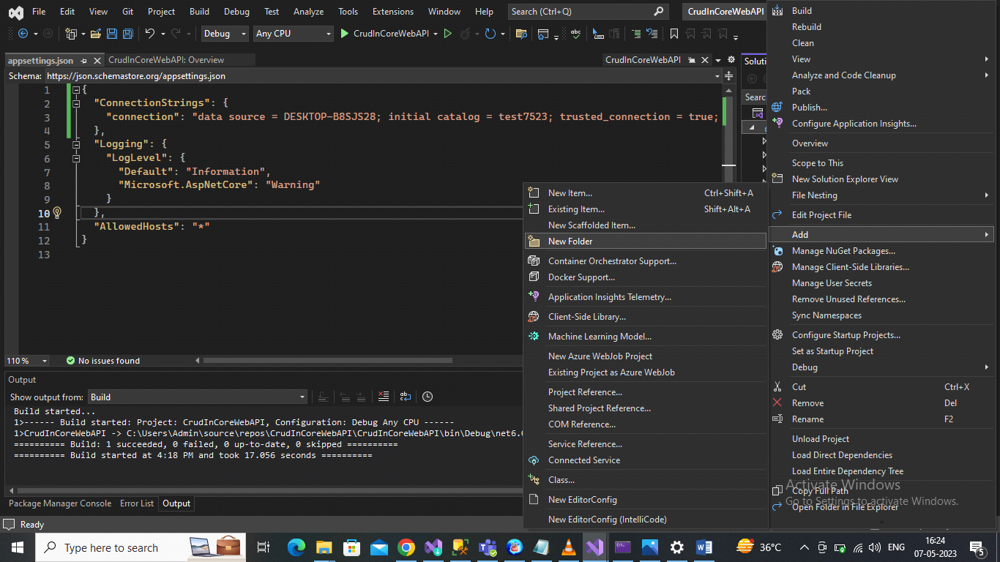 File Edit View Git Project Build Debug Test Analyze Tools Extensions Window Help Search (Ctrl+Q) CrudInCoreWebAPI
Debug Any CPU CrudInCoreWebAPI
appsettings.json CrudInCoreWebAPI: Overview CrudInCoreWebAPI
Schema: https://json.schemastore.org/appsettings.json
1 {
2 "ConnectionStrings": {
3 "connection": "data source = DESKTOP-B8SJS28; initial catalog = test7523; trusted_connection = true;
4 },
5 "Logging": {
6 "LogLevel": {
7 "Default": "Information",
8 "Microsoft.AspNetCore": "Warning"
9 }
10 },
11 "AllowedHosts": "*"
12 }
13
110 % No issues found
Output
Show output from: Build
Build started...
1>------ Build started: Project: CrudInCoreWebAPI, Configuration: Debug Any CPU ------
1>CrudInCoreWebAPI -> C:\Users\Admin\source\repos\CrudInCoreWebAPI\CrudInCoreWebAPI\bin\Debug\net6.
========== Build: 1 succeeded, 0 failed, 0 up-to-date, 0 skipped ==========
========== Build started at 4:18 PM and took 17.056 seconds ==========
Package Manager Console Error List Output
Ready
New Item... Ctrl+Shift+A
Existing Item... Shift+Alt+A
New Scaffolded Item...
New Folder
Container Orchestrator Support...
Docker Support...
Application Insights Telemetry...
Client-Side Library...
Machine Learning Model...
New Azure WebJob Project
Existing Project as Azure WebJob
Project Reference...
Shared Project Reference...
COM Reference...
Service Reference...
Connected Service
Class...
New EditorConfig
New EditorConfig (IntelliCode)
Build
Rebuild
Clean
View
Analyze and Code Cleanup
Pack
Publish...
Configure Application Insights...
Overview
Scope to This
New Solution Explorer View
File Nesting
Edit Project File
Add
Manage NuGet Packages...
Manage Client-Side Libraries...
Manage User Secrets
Remove Unused References...
Sync Namespaces
Configure Startup Projects...
Set as Startup Project
Debug
Cut Ctrl+X
Remove Del
Rename F2
Unload Project
Load Direct Dependencies
Load Entire Dependency Tree
Copy Full Path
Open Folder in File Explorer
Activate Windows
Go to Settings to activate Windows.
Type here to search
36°C ENG 16:24
07-05-2023
5